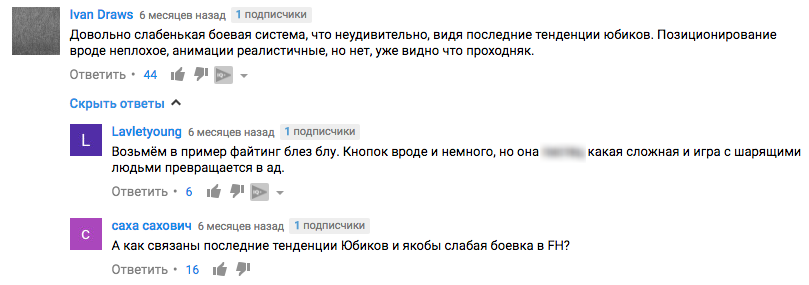 Ivan Draws 6 месяцев назад 1 подписчики
Довольно слабенькая боевая система, что неудивительно, видя последние тенденции юбиков. Позиционирование
вроде неплохое, анимации реалистичные, но нет, уже видно что проходняк.
Ответить • 44
Скрыть ответы
L
Lavletyoung 6 месяцев назад 1 подписчики
Возьмём в пример файтинг блез блу. Кнопок вроде и немного, но она какая сложная и игра с шарящими
людьми превращается в ад.
Ответить • 6
с
саха сахович 6 месяцев назад 1 подписчики
А как связаны последние тенденции Юбиков и якобы слабая боевка в FH?
Ответить • 16